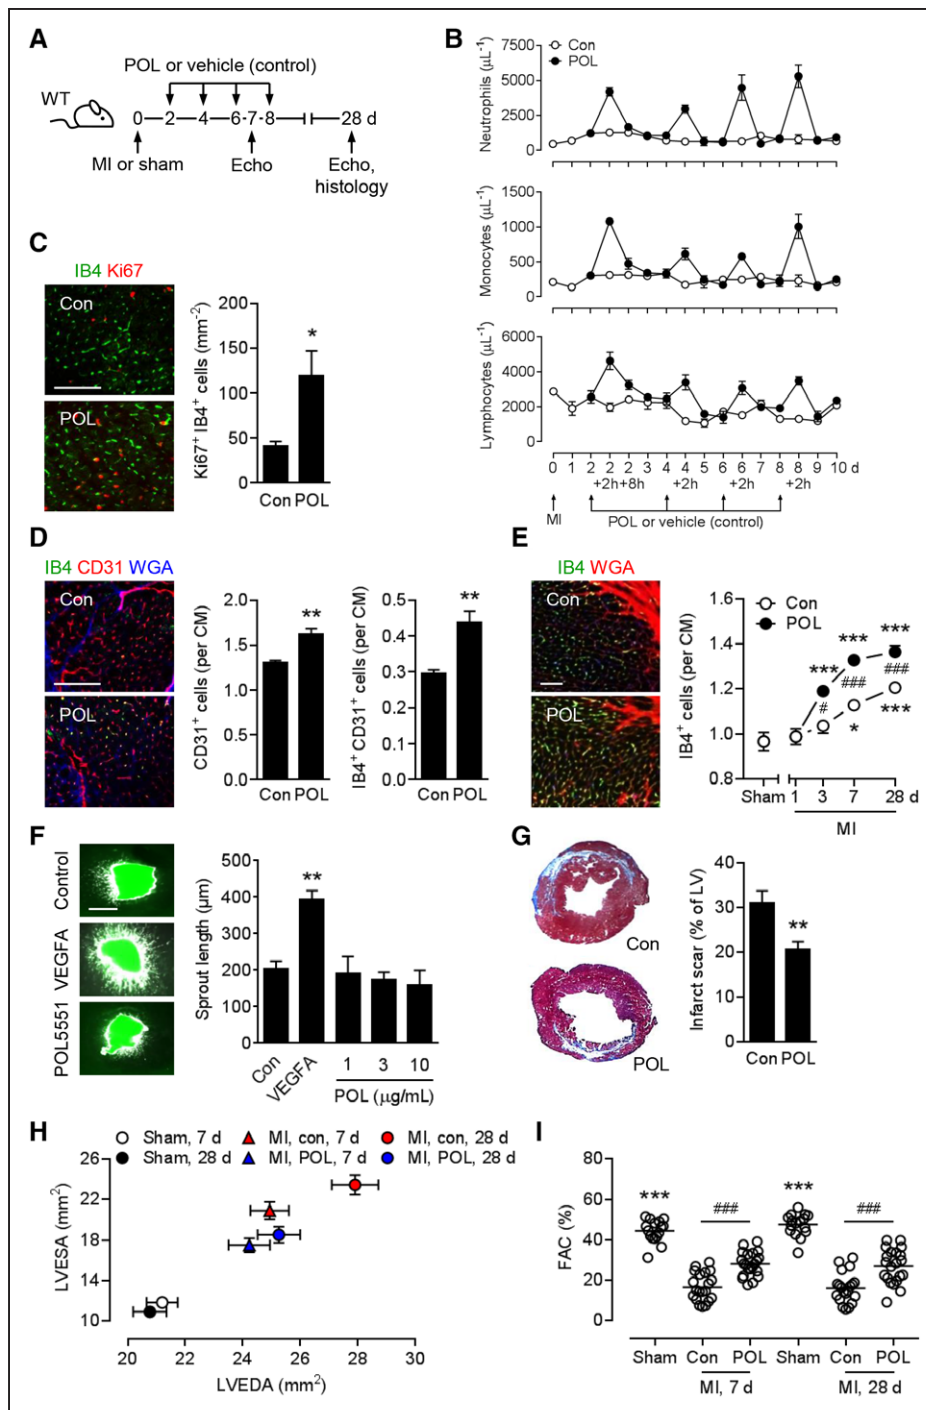 A
POL or vehicle (control)
WT
0 2 4 6-7-8 28 d
MI or sham Echo Echo,
histology
B
Con
POL
Neutrophils (µL⁻¹)
7500
5000
2500
0
Monocytes (µL⁻¹)
1500
1000
500
0
Lymphocytes (µL⁻¹)
6000
4000
2000
0
0 1 2 2 2 3 4 4 5 6 6 7 8 8 9 10 d
+2h+8h +2h +2h +2h
MI POL or vehicle (control)
C
IB4 Ki67
Con
POL
Ki67⁺ IB4⁺ cells (mm⁻²)
200
150
100
50
0
*
Con POL
D
IB4 CD31 WGA
Con
POL
CD31⁺ cells (per CM)
2.0
1.5
1.0
0.5
0.0
**
Con POL
IB4⁺ CD31⁺ cells (per CM)
0.5
0.4
0.3
0.2
0.1
0.0
**
Con POL
E
IB4 WGA
Con
POL
IB4⁺ cells (per CM)
1.6
1.4
1.2
1.0
0.8
Con
POL
*** *** ***
# ### ###
* ***
Sham 1 3 7 28 d
MI
F
Control
VEGFA
POL5551
Sprout length (µm)
500
400
300
200
100
0
**
Con VEGFA 1 3 10
POL (µg/mL)
G
Con
POL
Infarct scar (% of LV)
40
30
20
10
0
**
Con POL
H
Sham, 7 d MI, con, 7 d MI, con, 28 d
Sham, 28 d MI, POL, 7 d MI, POL, 28 d
LVESA (mm²)
26
22
18
14
10
20 22 24 26 28 30
LVEDA (mm²)
I
FAC (%)
80
60
40
20
0
*** ### *** ###
Sham Con POL Sham Con POL
MI, 7 d MI, 28 d